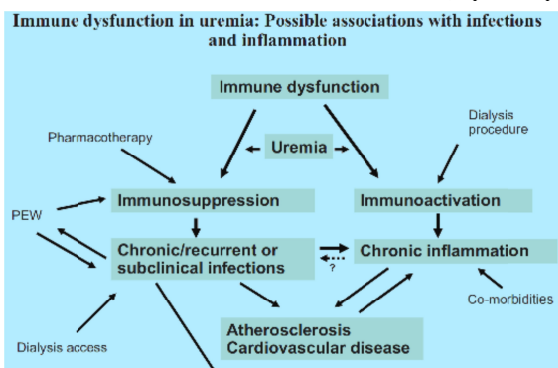 Immune dysfunction in uremia: Possible associations with infections
and inflammation
Immune dysfunction
Dialysis
procedure
Pharmacotherapy
Uremia
Immunosuppression
Immunoactivation
PEW
Chronic/recurrent or
subclinical infections
?
Chronic inflammation
Co-morbidities
Atherosclerosis
Cardiovascular disease
Dialysis access